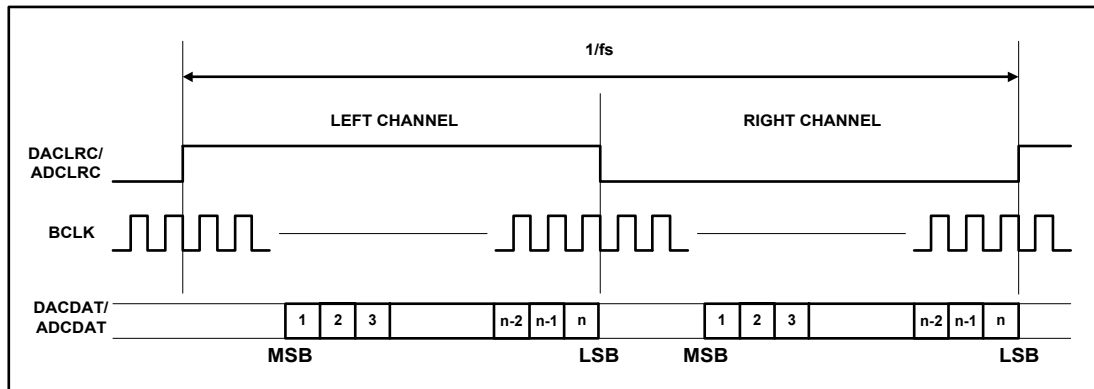 1/fs
LEFT CHANNEL
RIGHT CHANNEL
DACLRC/
ADCLRC
BCLK
DACDAT/
ADCDAT
1 2 3 n-2 n-1 n 1 2 3 n-2 n-1 n
MSB LSB MSB LSB